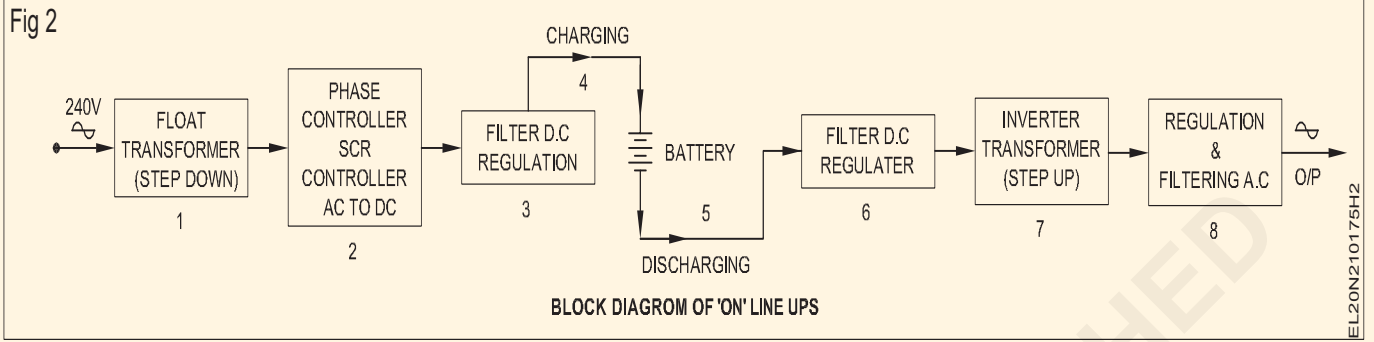 Fig 2
240V
FLOAT
TRANSFORMER
(STEP DOWN)
1
PHASE
CONTROLLER
SCR
CONTROLLER
AC TO DC
2
FILTER D.C
REGULATION
3
CHARGING
4
BATTERY
5
DISCHARGING
FILTER D.C
REGULATER
6
INVERTER
TRANSFORMER
(STEP UP)
7
REGULATION
&
FILTERING A.C
8
O/P
BLOCK DIAGROM OF 'ON' LINE UPS
EL20N210175H2
HED